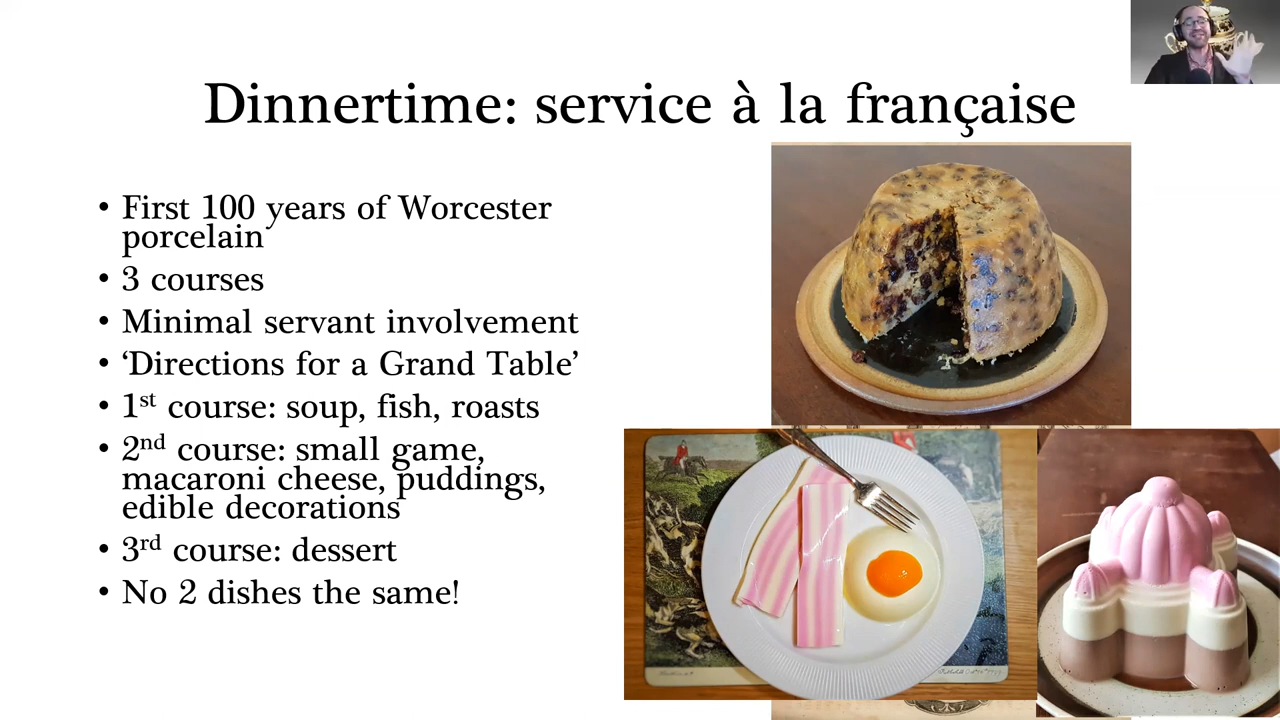 Dinnertime: service à la française
• First 100 years of Worcester
porcelain
• 3 courses
• Minimal servant involvement
• ‘Directions for a Grand Table’
• 1st course: soup, fish, roasts
• 2nd course: small game,
macaroni cheese, puddings,
edible decorations
• 3rd course: dessert
• No 2 dishes the same!